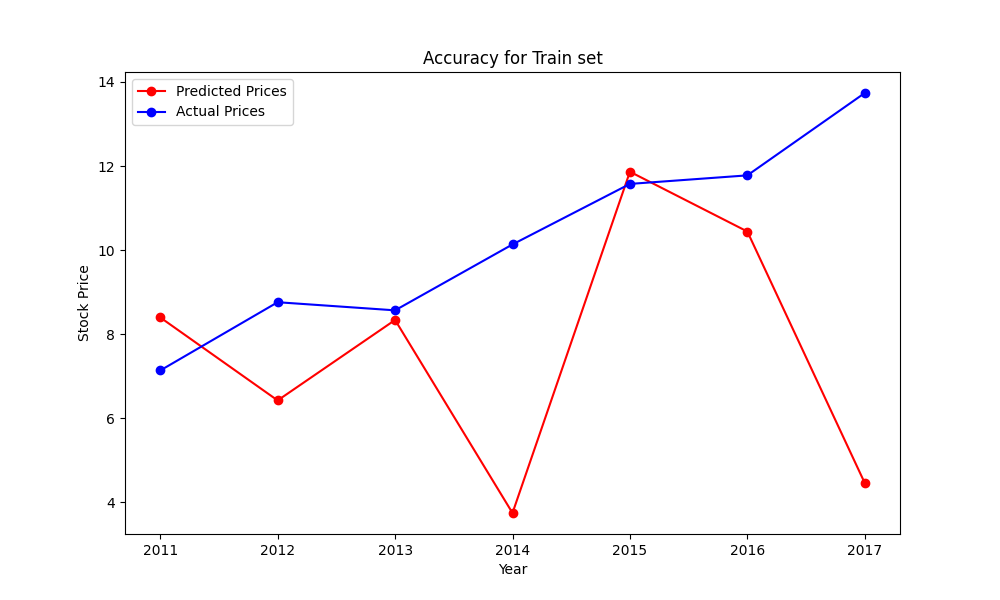 Accuracy for Train set
Predicted Prices
Actual Prices
14
12
10
8
6
4
Stock Price
2011 2012 2013 2014 2015 2016 2017
Year